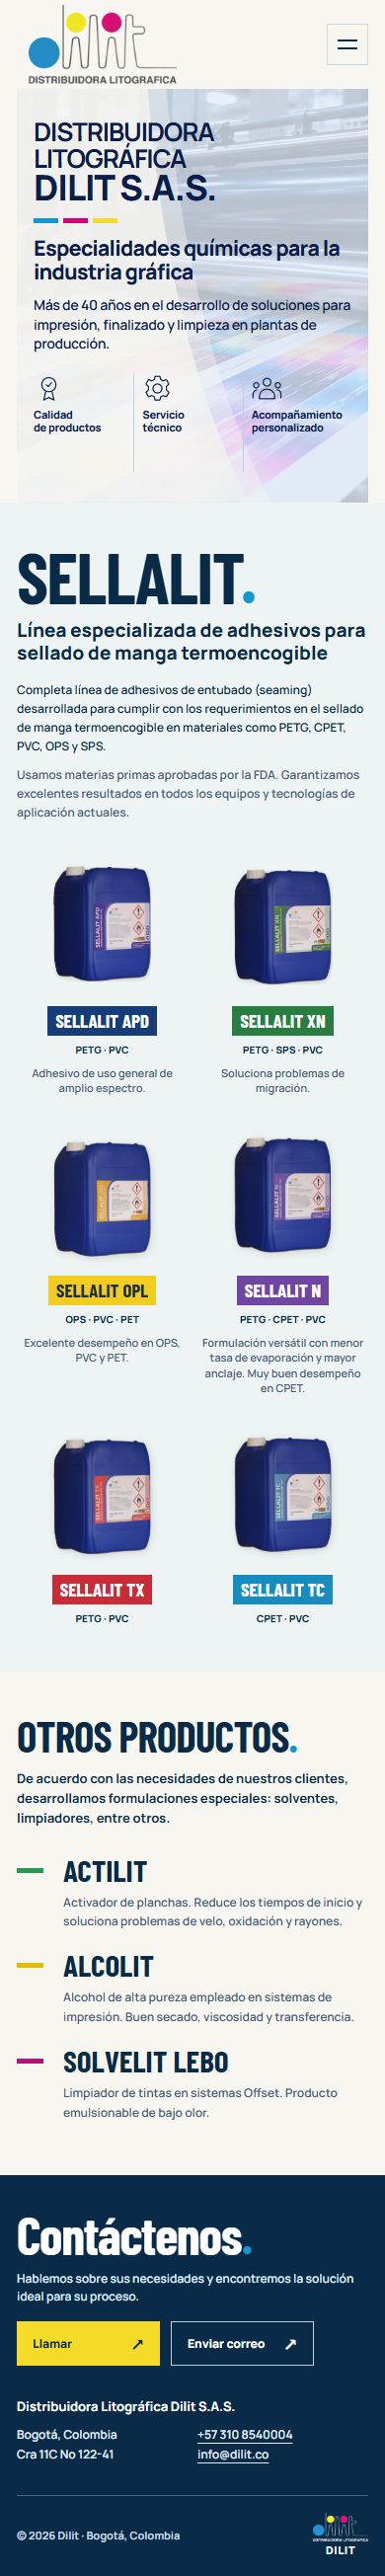 dilit
DISTRIBUIDORA LITOGRAFICA
DISTRIBUIDORA
LITOGRÁFICA
DILIT S.A.S.
Especialidades químicas para la
industria gráfica
Más de 40 años en el desarrollo de soluciones para
impresión, finalizado y limpieza en plantas de
producción.
Calidad
de productos
Servicio
técnico
Acompañamiento
personalizado
SELLALIT.
Línea especializada de adhesivos para
sellado de manga termoencogible
Completa línea de adhesivos de entubado (seaming)
desarrollada para cumplir con los requerimientos en el sellado
de manga termoencogible en materiales como PETG, CPET,
PVC, OPS y SPS.
Usamos materias primas aprobadas por la FDA. Garantizamos
excelentes resultados en todos los equipos y tecnologías de
aplicación actuales.
SELLALIT APD
PETG · PVC
Adhesivo de uso general de
amplio espectro.
SELLALIT XN
PETG · SPS · PVC
Soluciona problemas de
migración.
SELLALIT OPL
OPS · PVC · PET
Excelente desempeño en OPS,
PVC y PET.
SELLALIT N
PETG · CPET · PVC
Formulación versátil con menor
tasa de evaporación y mayor
anclaje. Muy buen desempeño
en CPET.
SELLALIT TX
PETG · PVC
SELLALIT TC
CPET · PVC
OTROS PRODUCTOS.
De acuerdo con las necesidades de nuestros clientes,
desarrollamos formulaciones especiales: solventes,
limpiadores, entre otros.
ACTILIT
Activador de planchas. Reduce los tiempos de inicio y
soluciona problemas de velo, oxidación y rayones.
ALCOLIT
Alcohol de alta pureza empleado en sistemas de
impresión. Buen secado, viscosidad y transferencia.
SOLVELIT LEBO
Limpiador de tintas en sistemas Offset. Producto
emulsionable de bajo olor.
Contáctenos.
Hablemos sobre sus necesidades y encontremos la solución
ideal para su proceso.
Llamar ↗
Enviar correo ↗
Distribuidora Litográfica Dilit S.A.S.
Bogotá, Colombia
Cra 11C No 122-41
+57 310 8540004
info@dilit.co
© 2026 Dilit · Bogotá, Colombia
dilit
DISTRIBUIDORA LITOGRAFICA
DILIT